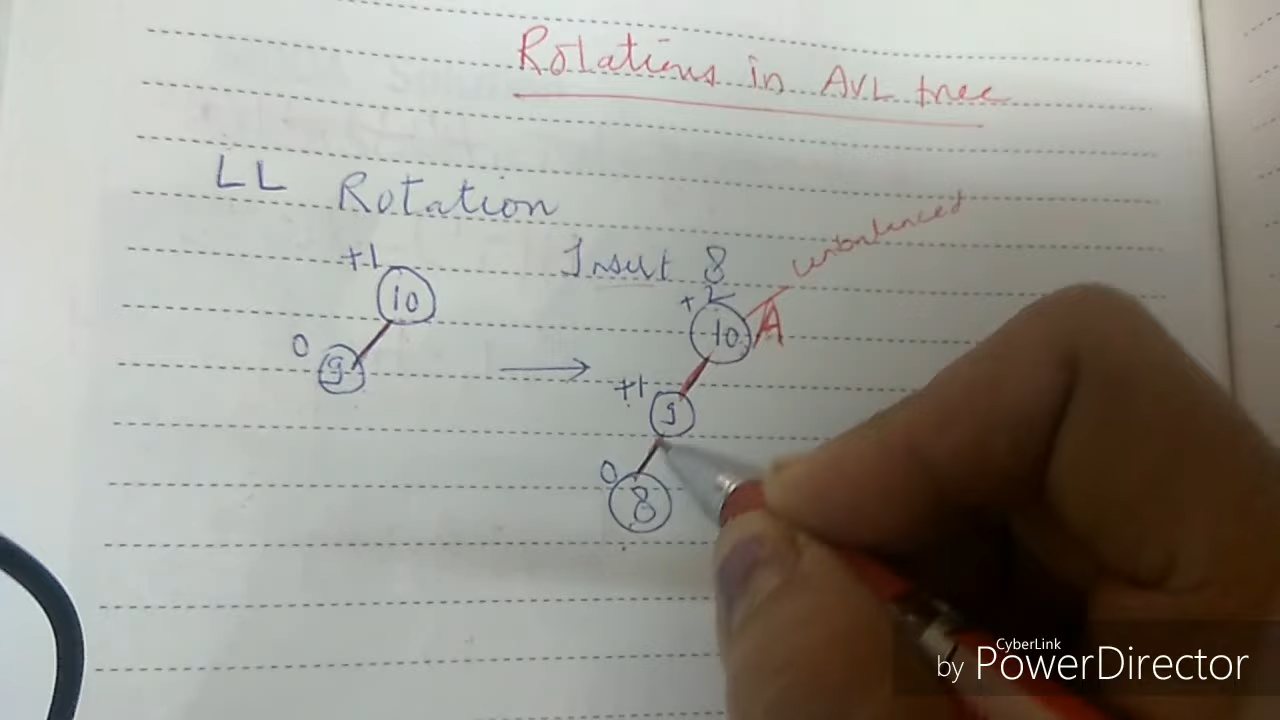 Rotations in AVL tree
LL Rotation
Insert 8
unbalanced
+1
10
0
9
+2
10 A
+1
9
0
8
CyberLink
by PowerDirector